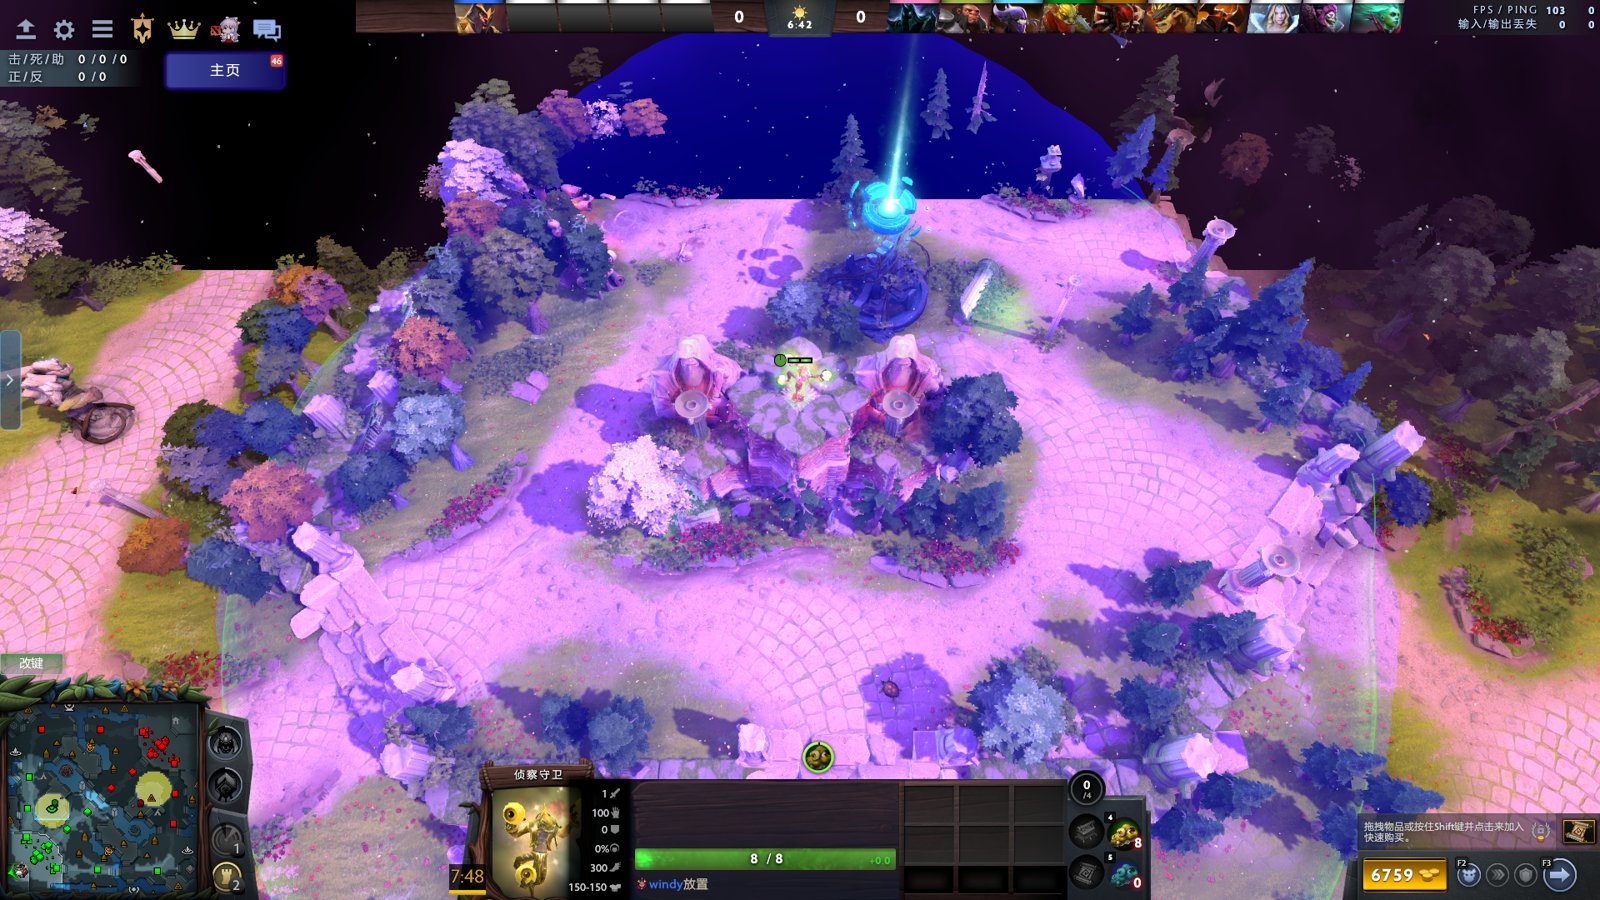 0
6:42
0
FPS / PING 103 0
输入/输出丢失 0 0
击/死/助 0 / 0 / 0
正/反 0 / 0
主页
46
改键
侦察守卫
1
100
0
0%
300
150-150
7:48
8 / 8
+0.0
windy放置
0
/4
4
8
5
0
1
2
拖拽物品或按住Shift键并点击来加入
快速购买。
6759
F2
F3